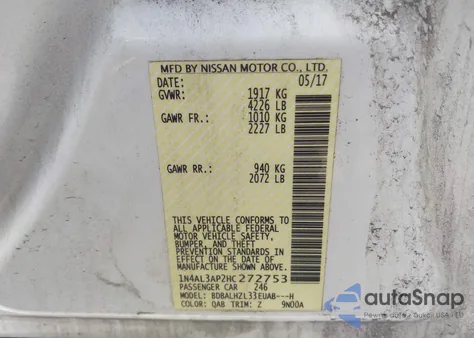 MFD BY NISSAN MOTOR CO., LTD.
DATE: 05/17
GVWR: 1917 KG
4226 LB
GAWR FR.: 1010 KG
2227 LB
GAWR RR.: 940 KG
2072 LB
THIS VEHICLE CONFORMS TO
ALL APPLICABLE FEDERAL
MOTOR VEHICLE SAFETY,
BUMPER, AND THEFT
PREVENTION STANDARDS IN
EFFECT ON THE DATE OF
MANUFACTURE SHOWN ABOVE.
1N4AL3AP2HC272753
PASSENGER CAR 246
MODEL: BDBALHZL33EUAB---H
COLOR: QAB TRIM: Z 9N00A
autoSnap